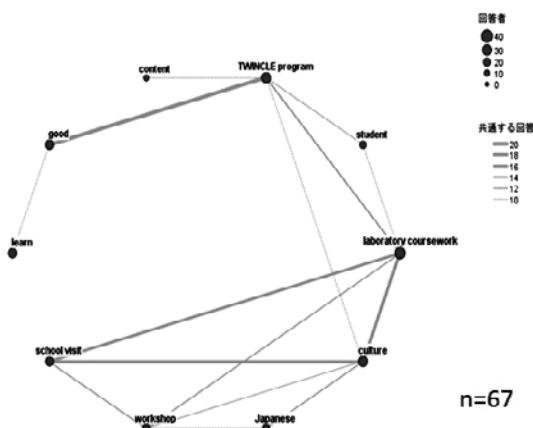 回答者
40
30
20
10
0
TWINCLE program
content
good
student
共通する回答
20
18
16
14
12
10
learn
laboratory coursework
school visit
culture
workshop
Japanese
n=67